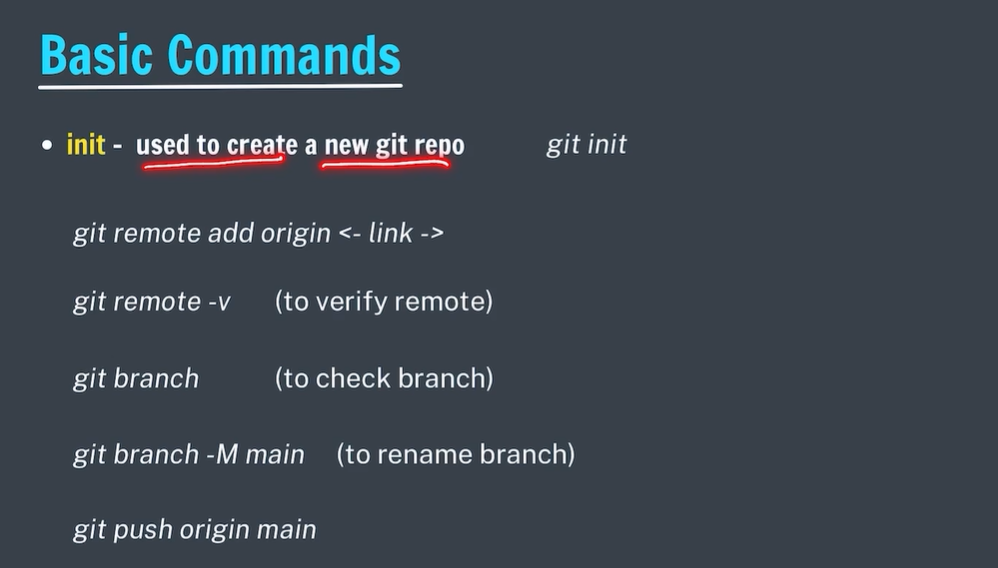 Basic Commands
• init - used to create a new git repo git init
git remote add origin <- link ->
git remote -v (to verify remote)
git branch (to check branch)
git branch -M main (to rename branch)
git push origin main